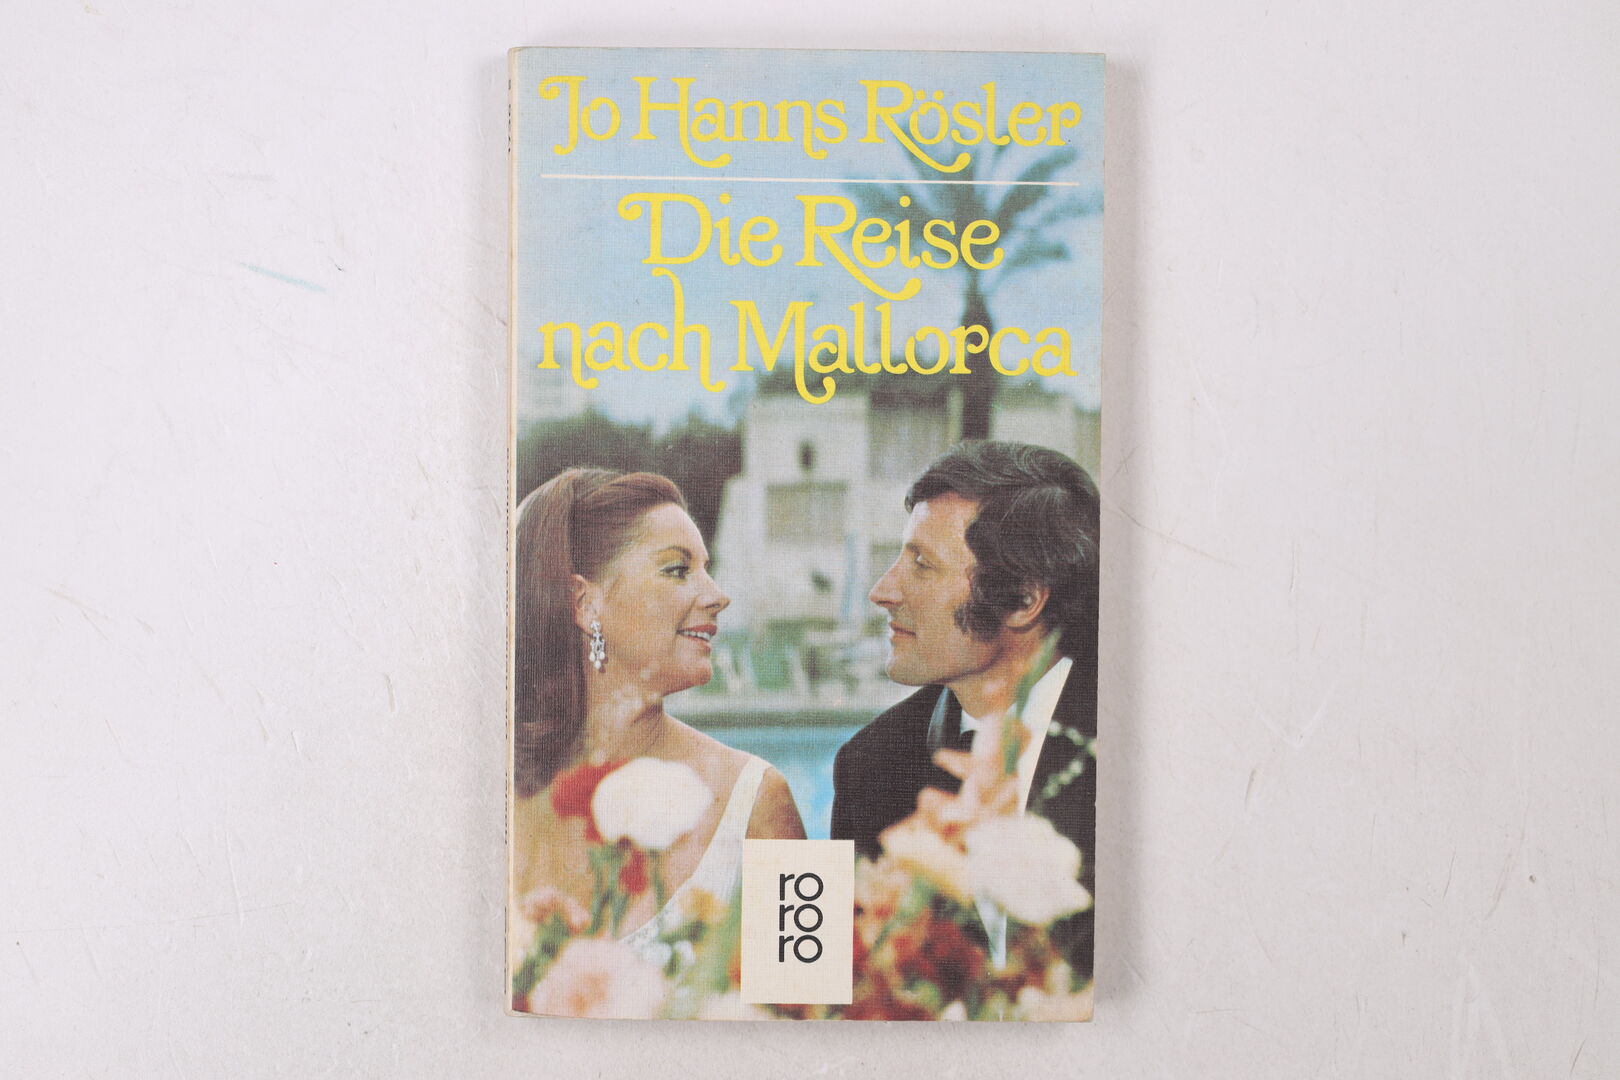 Jo Hanns Rösler
Die Reise
nach Mallorca
ro
ro
ro